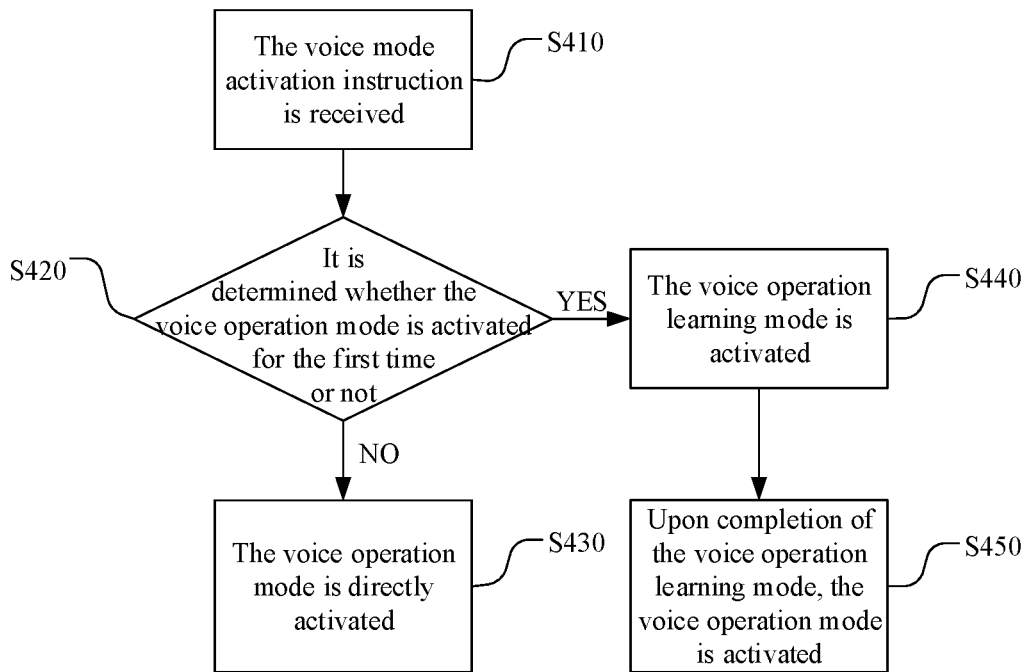 The voice mode
activation instruction
is received
S410
It is
determined whether the
voice operation mode is activated
for the first time
or not
S420
YES
The voice operation
learning mode is
activated
S440
NO
The voice operation
mode is directly
activated
S430
Upon completion of
the voice operation
learning mode, the
voice operation mode
is activated
S450